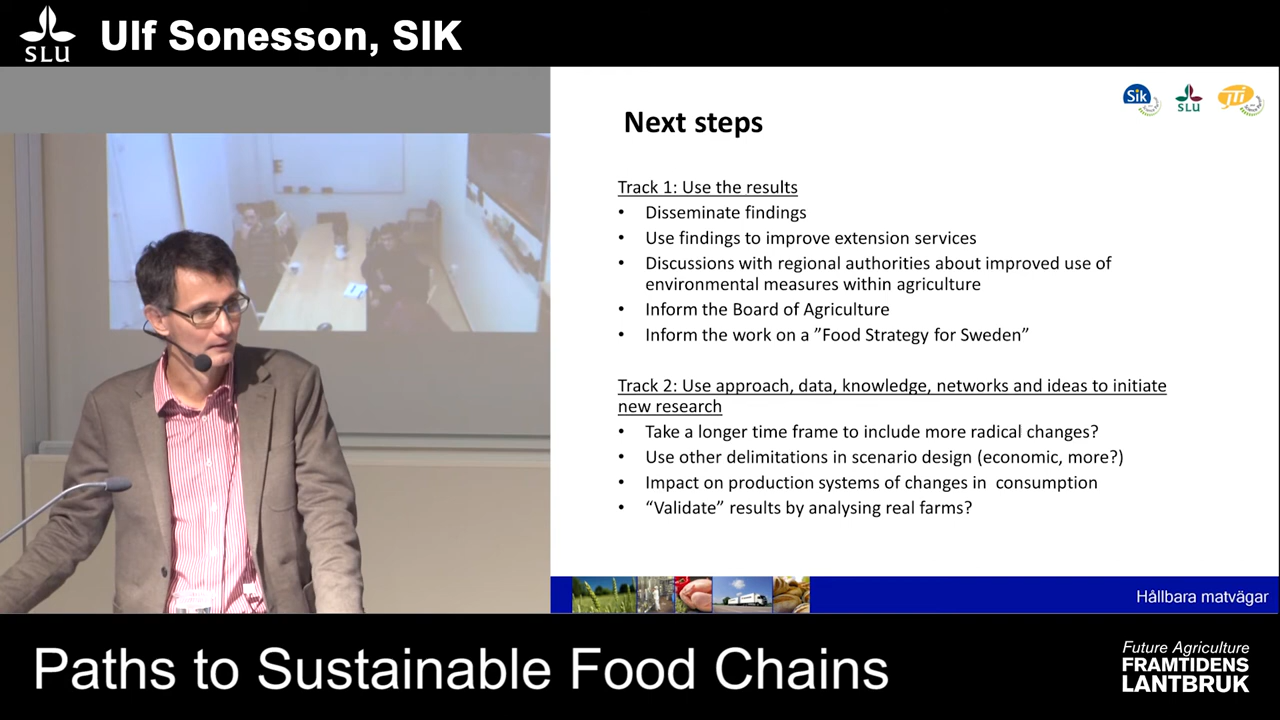 SLU
Ulf Sonesson, SIK
Sik
SLU
JTI
Next steps
Track 1: Use the results
• Disseminate findings
• Use findings to improve extension services
• Discussions with regional authorities about improved use of
environmental measures within agriculture
• Inform the Board of Agriculture
• Inform the work on a ”Food Strategy for Sweden”
Track 2: Use approach, data, knowledge, networks and ideas to initiate
new research
• Take a longer time frame to include more radical changes?
• Use other delimitations in scenario design (economic, more?)
• Impact on production systems of changes in  consumption
• “Validate” results by analysing real farms?
Hållbara matvägar
Paths to Sustainable Food Chains
Future Agriculture
FRAMTIDENS
LANTBRUK